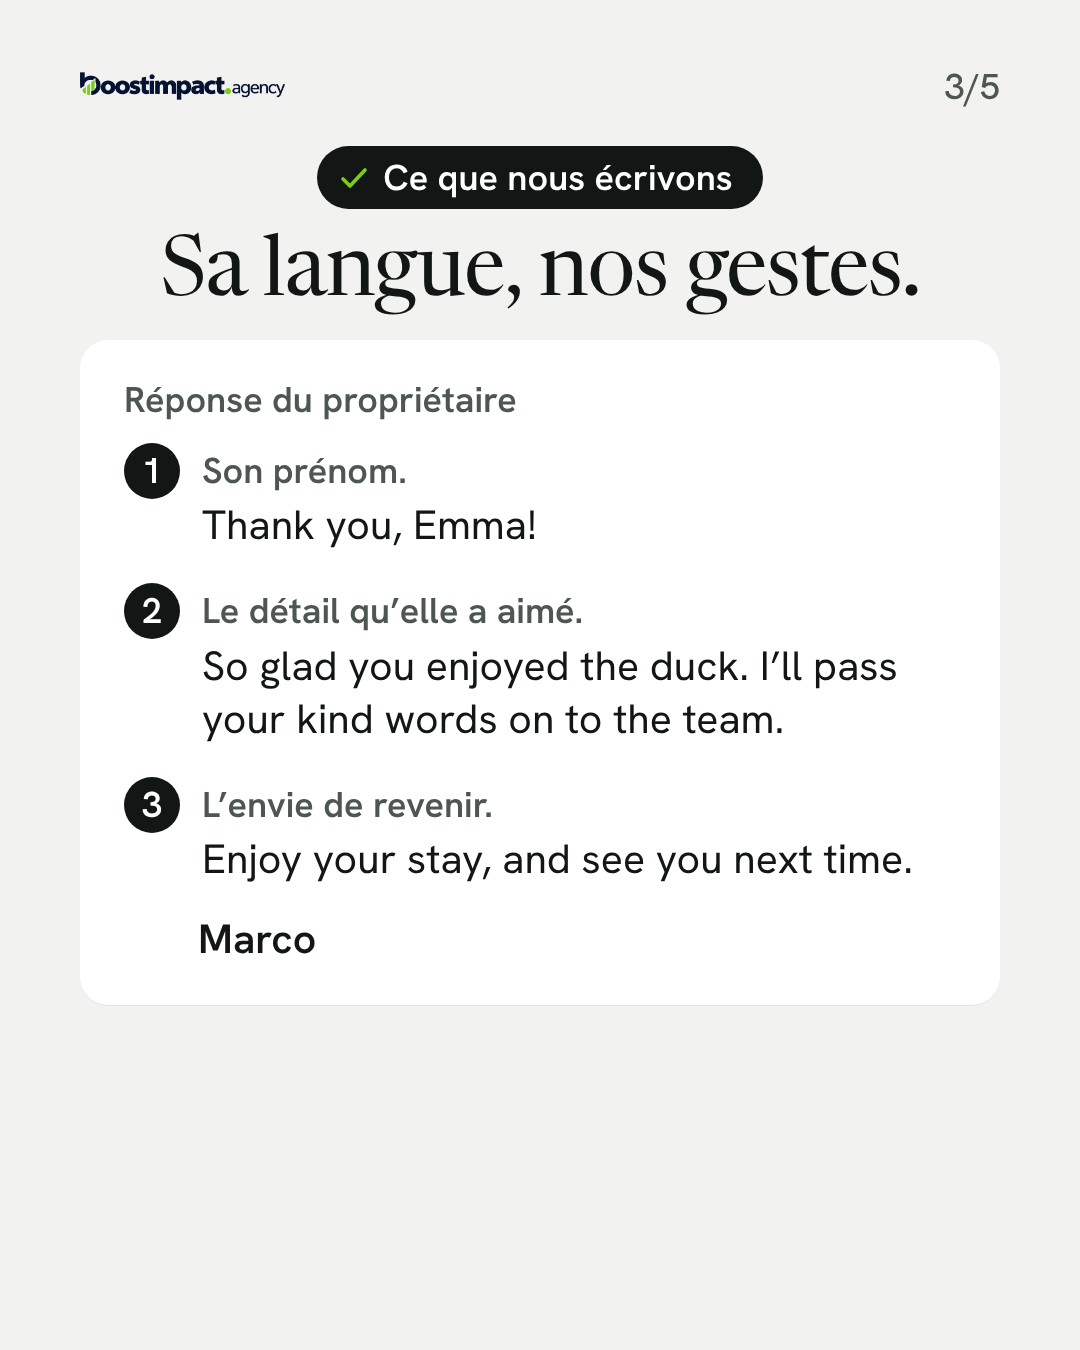 boostimpact.agency
3/5
Ce que nous écrivons
Sa langue, nos gestes.
Réponse du propriétaire
1 Son prénom.
Thank you, Emma!
2 Le détail qu’elle a aimé.
So glad you enjoyed the duck. I’ll pass
your kind words on to the team.
3 L’envie de revenir.
Enjoy your stay, and see you next time.
Marco